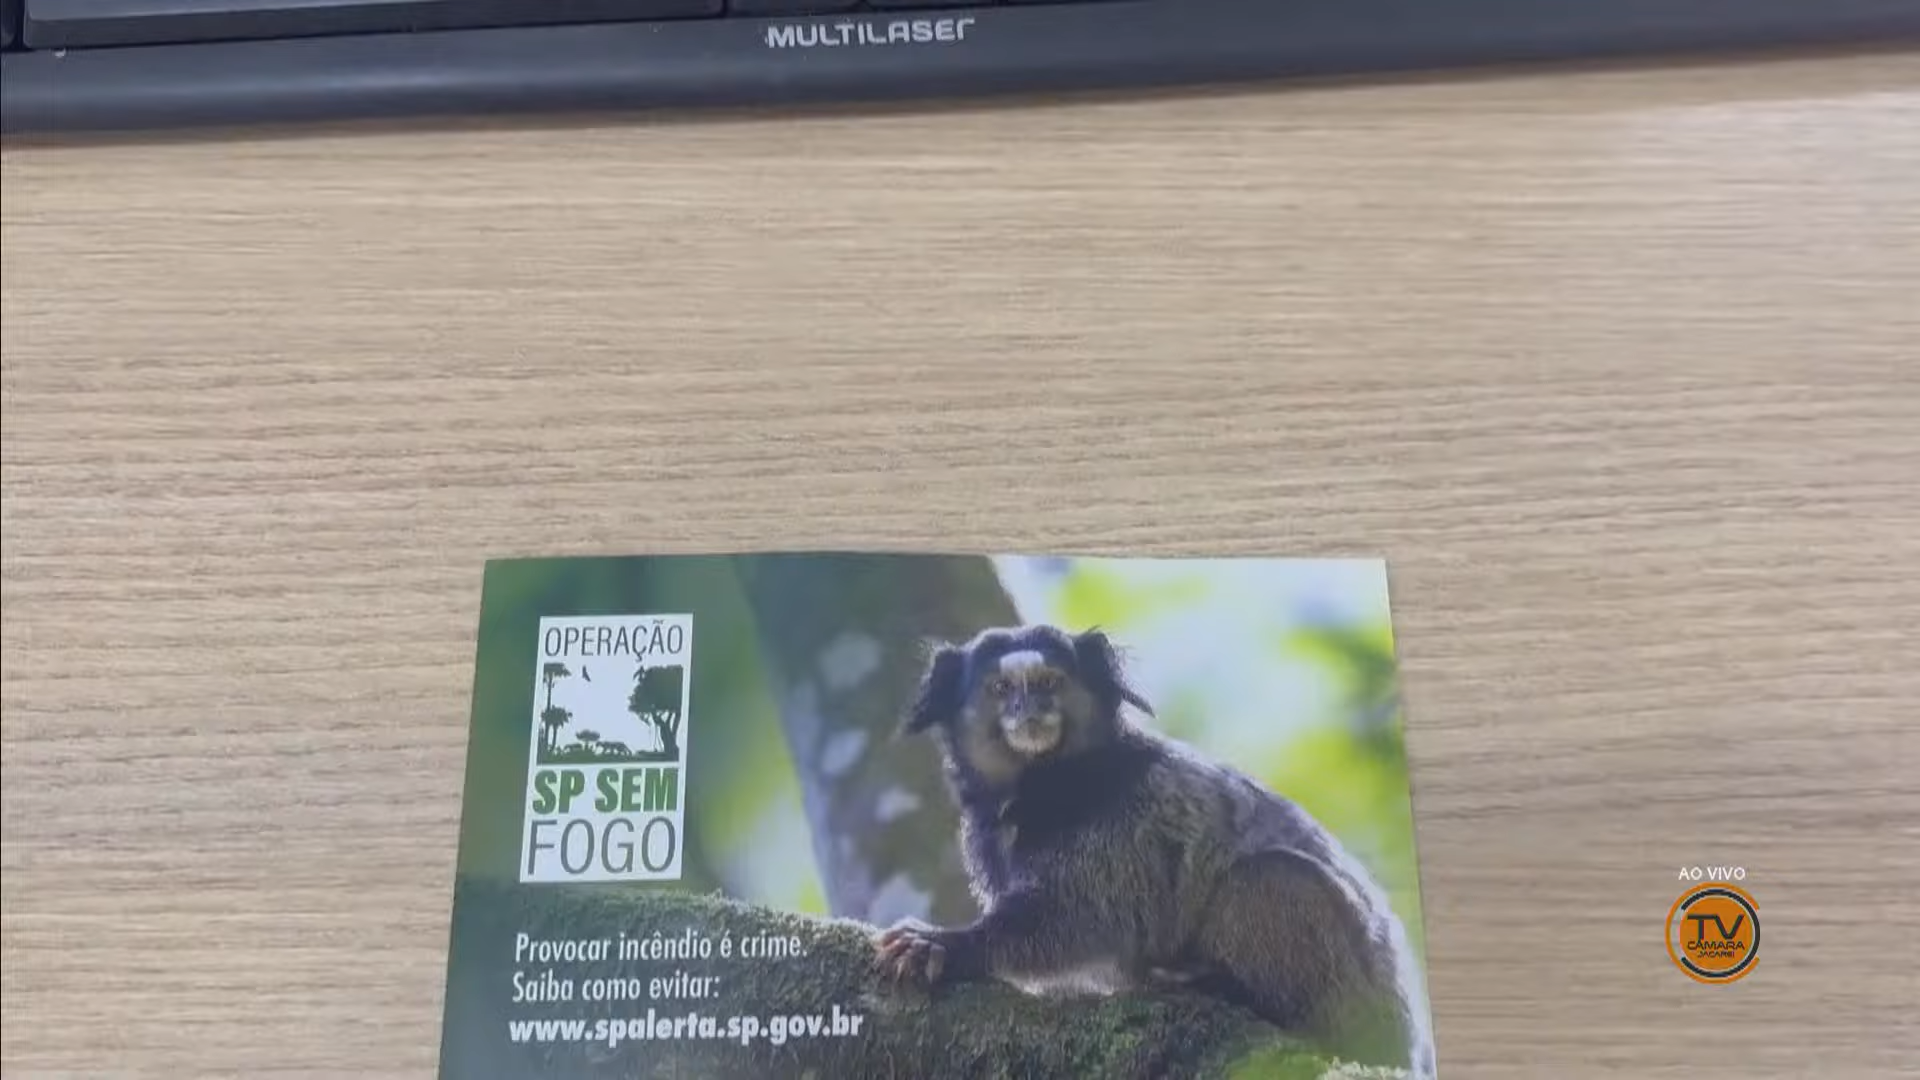 MULTILASER
OPERAÇÃO
SP SEM
FOGO
Provocar incêndio é crime.
Saiba como evitar:
www.spalerta.sp.gov.br
AO VIVO
TV
CÂMARA
JACAREÍ